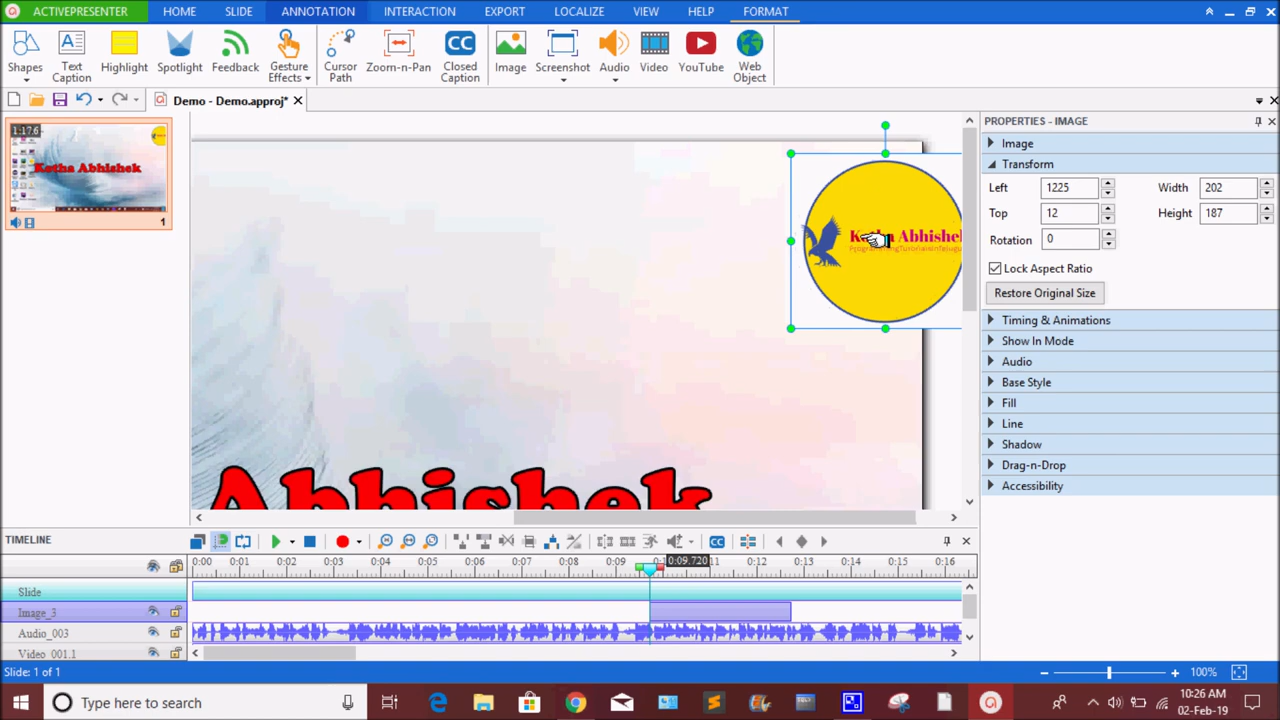 ACTIVEPRESENTER HOME SLIDE ANNOTATION INTERACTION EXPORT LOCALIZE VIEW HELP FORMAT
Shapes Text Caption Highlight Spotlight Feedback Gesture Effects Cursor Path Zoom-n-Pan Closed Caption Image Screenshot Audio Video YouTube Web Object
Demo - Demo.approj*
PROPERTIES - IMAGE
1:17.6
Kotha Abhishek
1
Image
Transform
Left 1225 Width 202
Top 12 Height 187
Rotation 0
Lock Aspect Ratio
Restore Original Size
Timing & Animations
Show In Mode
Audio
Base Style
Fill
Line
Shadow
Drag-n-Drop
Accessibility
Abhishek
TIMELINE
0:00 0:01 0:02 0:03 0:04 0:05 0:06 0:07 0:08 0:09 0:09.720 0:12 0:13 0:14 0:15 0:16
Slide
Image_3
Audio_003
Video_001.1
Slide: 1 of 1 100%
Type here to search
10:26 AM
02-Feb-19